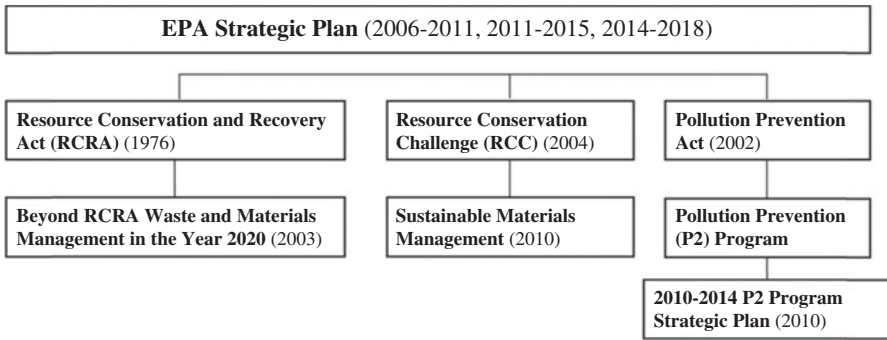 EPA Strategic Plan (2006-2011, 2011-2015, 2014-2018)
Resource Conservation and Recovery
Act (RCRA) (1976)
Resource Conservation
Challenge (RCC) (2004)
Pollution Prevention
Act (2002)
Beyond RCRA Waste and Materials
Management in the Year 2020 (2003)
Sustainable Materials
Management (2010)
Pollution Prevention
(P2) Program
2010-2014 P2 Program
Strategic Plan (2010)